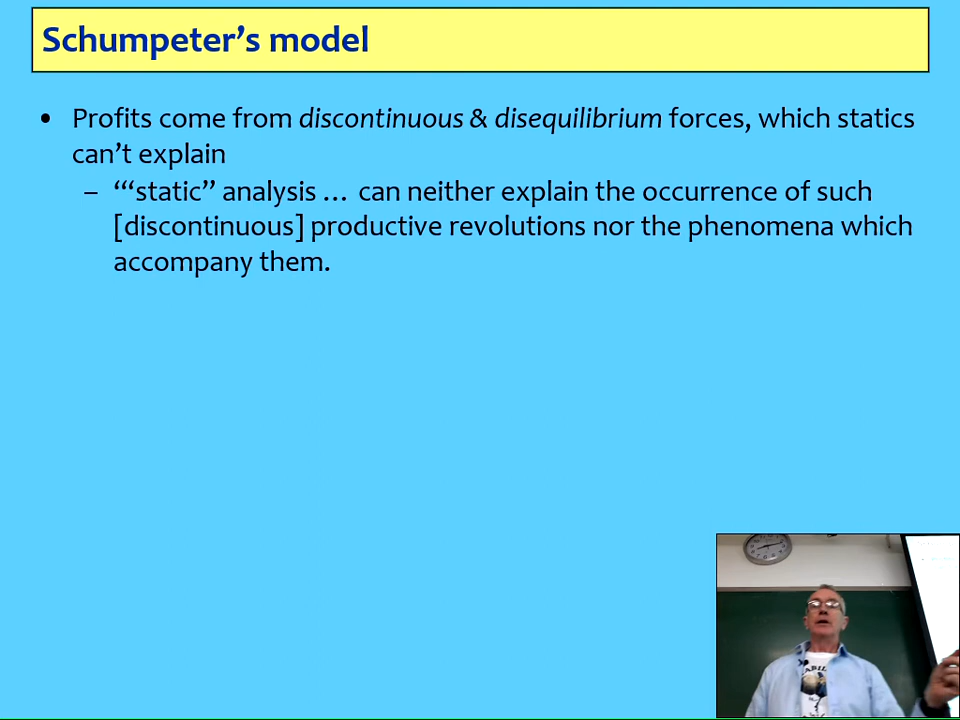 Schumpeter’s model
• Profits come from discontinuous & disequilibrium forces, which statics
can’t explain
– “‘static” analysis … can neither explain the occurrence of such
[discontinuous] productive revolutions nor the phenomena which
accompany them.